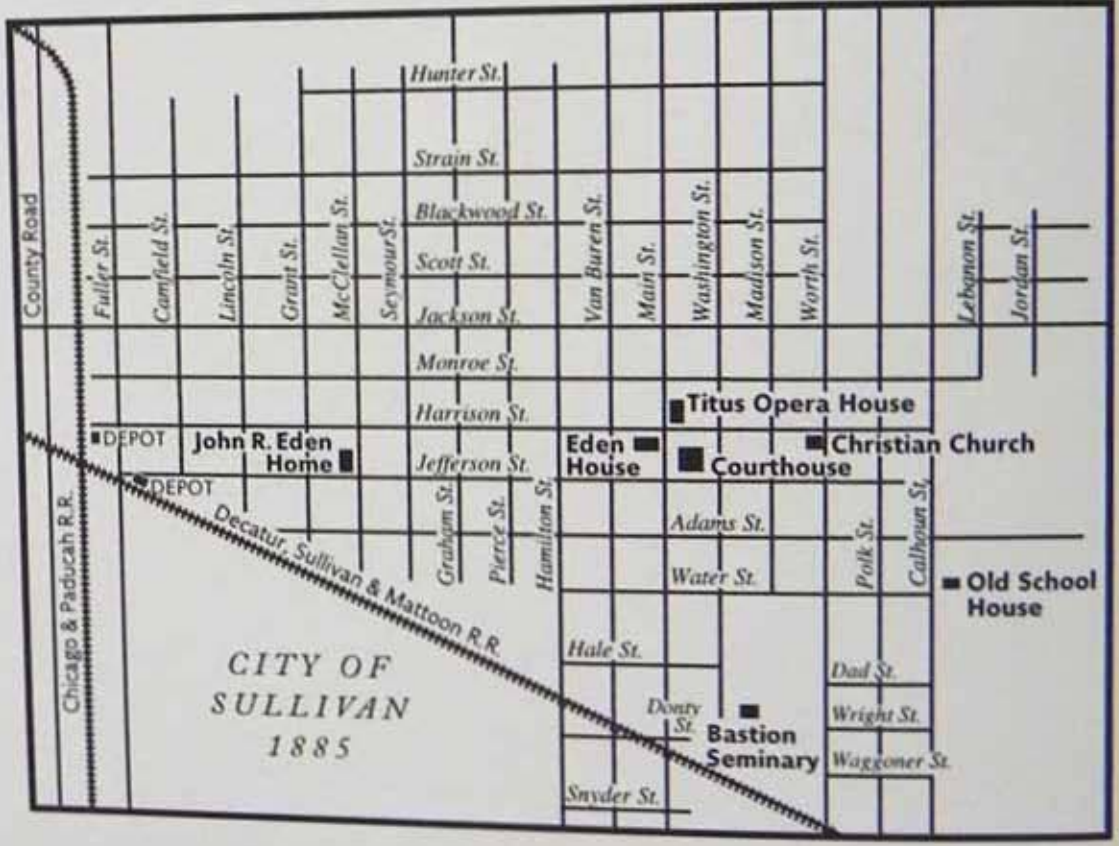 Hunter St.
Strain St.
Blackwood St.
Scott St.
Jackson St.
Monroe St.
Harrison St.
Jefferson St.
County Road
Fuller St.
Camfield St.
Lincoln St.
Grant St.
McClellan St.
Seymour St.
Van Buren St.
Main St.
Washington St.
Madison St.
Worth St.
Lebanon St.
Jordan St.
Titus Opera House
DEPOT
John R. Eden
Home
Eden
House
Courthouse
Christian Church
DEPOT
Chicago & Paducah R.R.
Decatur, Sullivan & Mattoon R.R.
Graham St.
Pierce St.
Hamilton St.
Adams St.
Water St.
Polk St.
Calhoun St.
Old School
House
Hale St.
Dad St.
Donty
St.
Wright St.
Bastion
Seminary
Waggoner St.
Snyder St.
CITY OF
SULLIVAN
1885